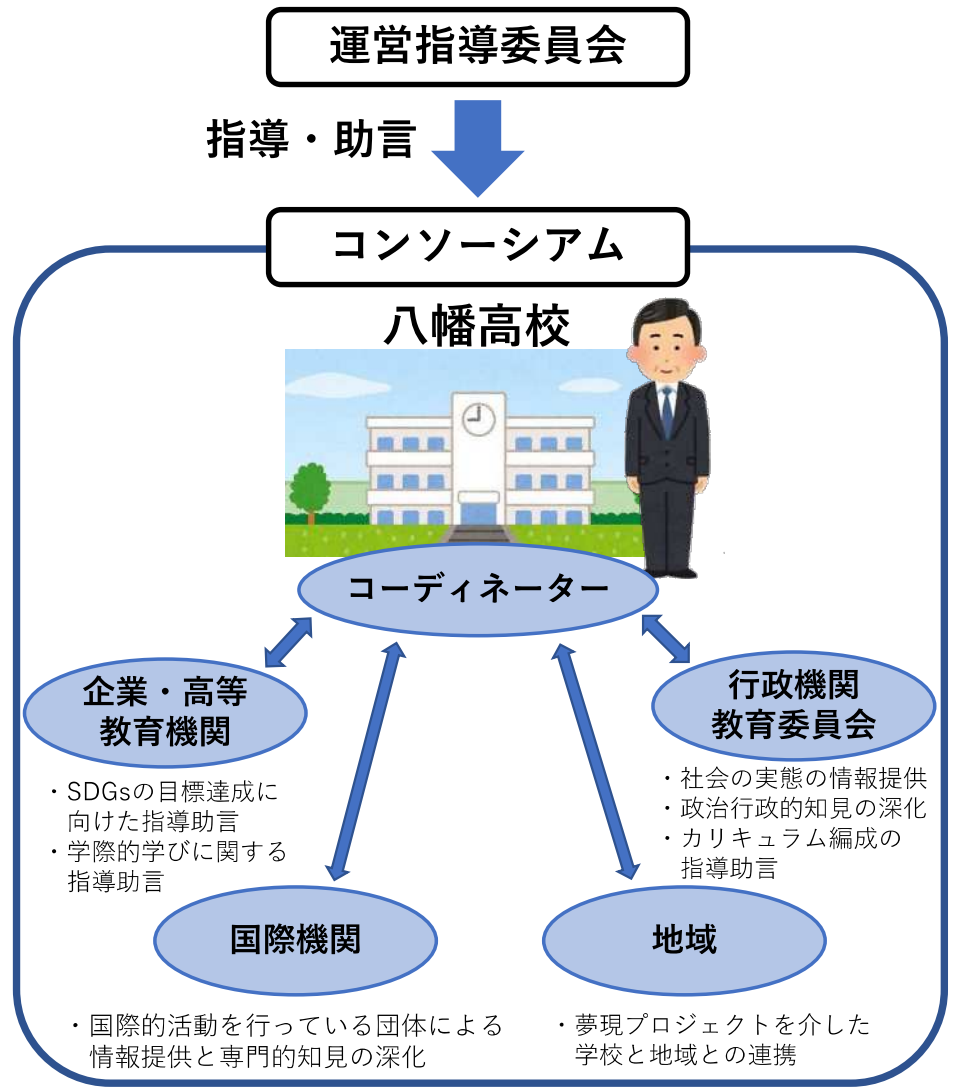 運営指導委員会
指導・助言
コンソーシアム
八幡高校
コーディネーター
企業・高等
教育機関
・SDGsの目標達成に
向けた指導助言
・学際的学びに関する
指導助言
行政機関
教育委員会
・社会の実態の情報提供
・政治行政的知見の深化
・カリキュラム編成の
指導助言
国際機関
・国際的活動を行っている団体による
情報提供と専門的知見の深化
地域
・夢現プロジェクトを介した
学校と地域との連携